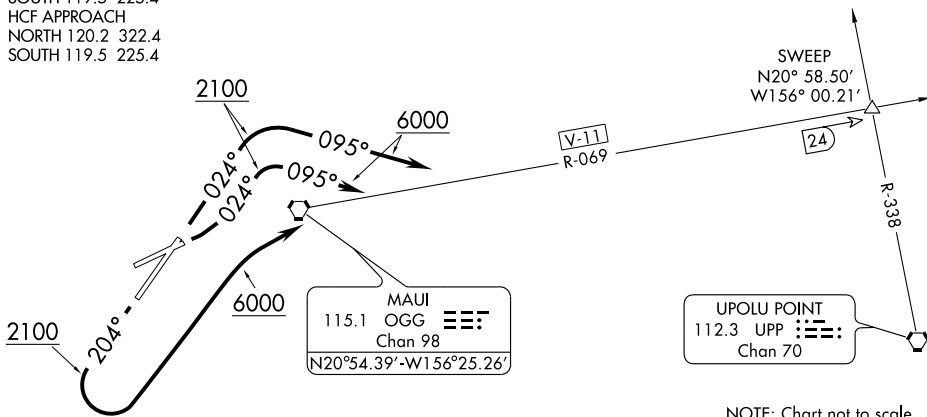 HCF APPROACH
NORTH 120.2 322.4
SOUTH 119.5 225.4
2100
6000
095°
024°
095°
024°
SWEEP
N20° 58.50'
W156° 00.21'
24
V-11
R-069
R-338
204°
6000
2100
MAUI
115.1 OGG
Chan 98
N20°54.39'-W156°25.26'
UPOLU POINT
112.3 UPP
Chan 70
NOTE: Chart not to scale